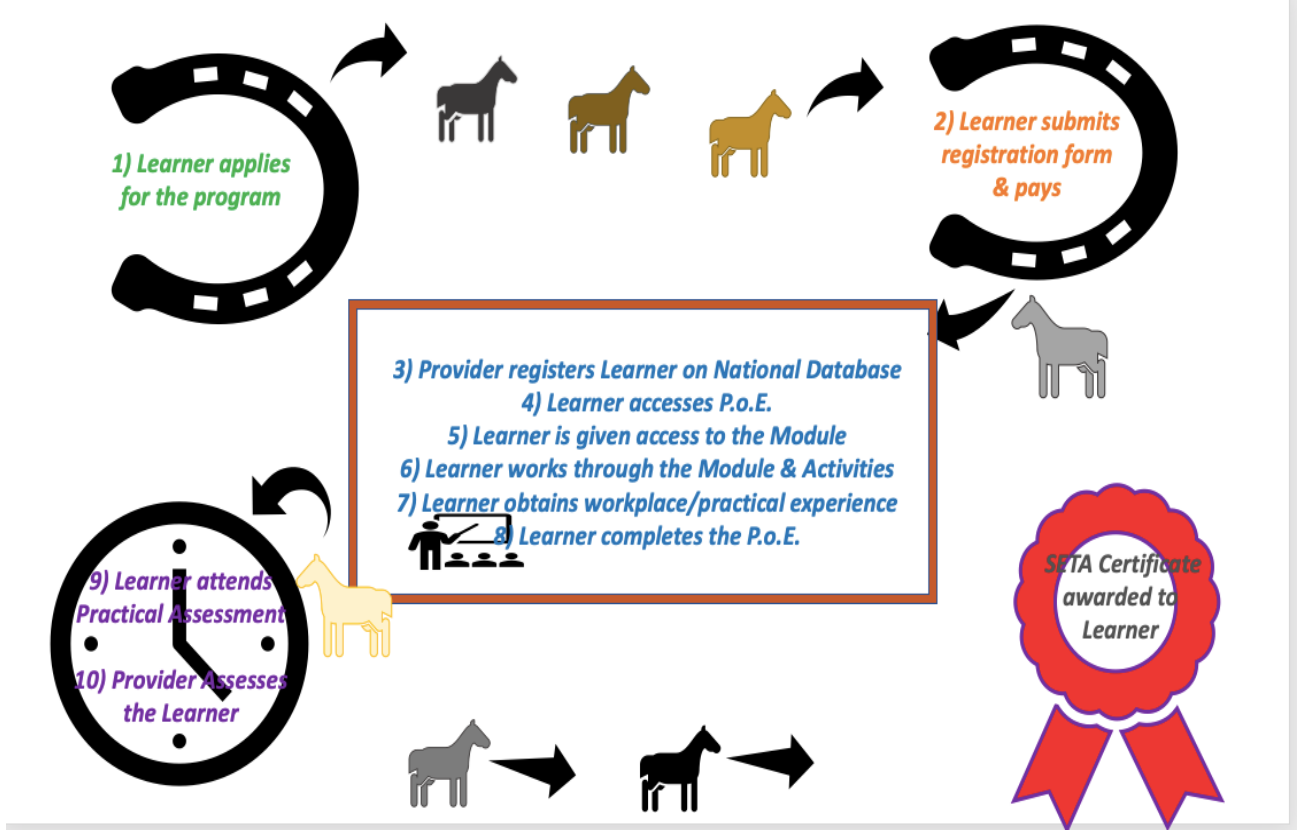 1) Learner applies
for the program
2) Learner submits
registration form
& pays
3) Provider registers Learner on National Database
4) Learner accesses P.o.E.
5) Learner is given access to the Module
6) Learner works through the Module & Activities
7) Learner obtains workplace/practical experience
8) Learner completes the P.o.E.
9) Learner attends
Practical Assessment
10) Provider Assesses
the Learner
SETA Certificate
awarded to
Learner